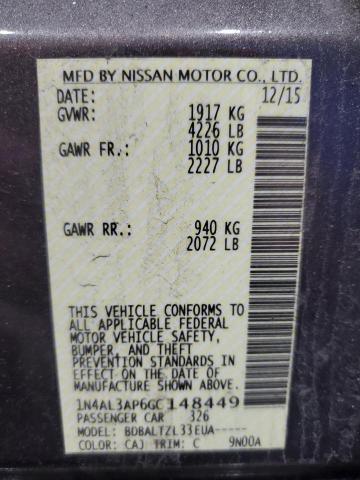 MFD BY NISSAN MOTOR CO., LTD.
DATE: 12/15
GVWR: 1917 KG
4226 LB
GAWR FR.: 1010 KG
2227 LB
GAWR RR.: 940 KG
2072 LB
THIS VEHICLE CONFORMS TO
ALL APPLICABLE FEDERAL
MOTOR VEHICLE SAFETY,
BUMPER, AND THEFT
PREVENTION STANDARDS IN
EFFECT ON THE DATE OF
MANUFACTURE SHOWN ABOVE.
1N4AL3AP6GC148449
PASSENGER CAR 326
MODEL: BDBALTZL33EUA-----
COLOR: CAJ TRIM: C 9N00A